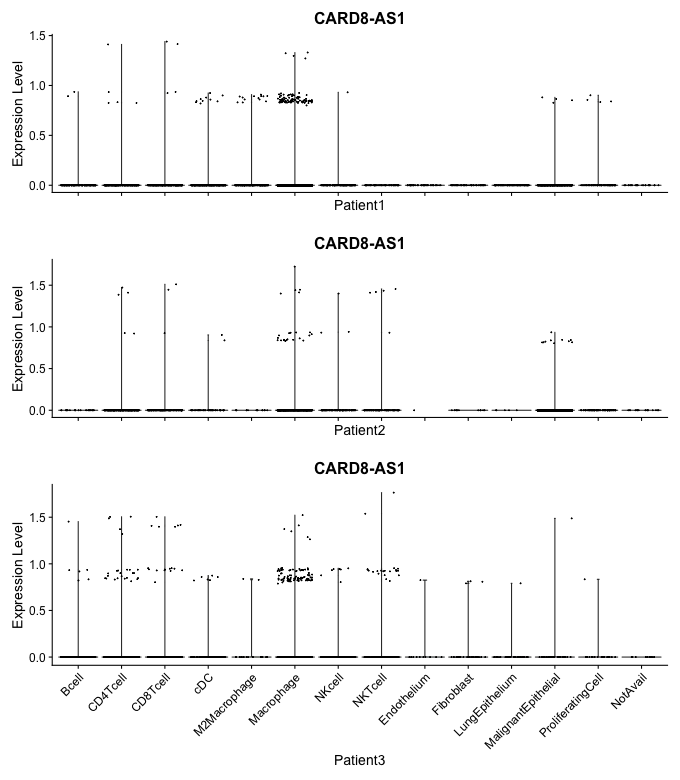 CARD8-AS1
Expression Level
1.5
1.0
0.5
0.0
Patient1
CARD8-AS1
Expression Level
1.5
1.0
0.5
0.0
Patient2
CARD8-AS1
Expression Level
1.5
1.0
0.5
0.0
Bcell
CD4Tcell
CD8Tcell
cDC
M2Macrophage
Macrophage
NKcell
NKTcell
Endothelium
Fibroblast
LungEpithelium
MalignantEpithelial
ProliferatingCell
NotAvail
Patient3